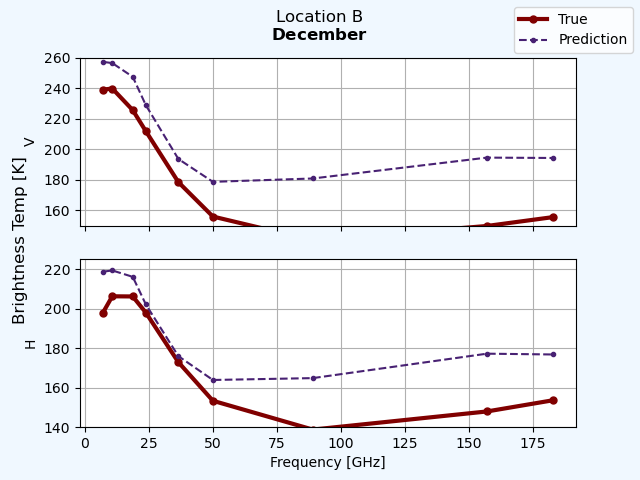 Location B
December
True
Prediction
Brightness Temp [K]
V
260
240
220
200
180
160
H
220
200
180
160
140
0
25
50
75
100
125
150
175
Frequency [GHz]